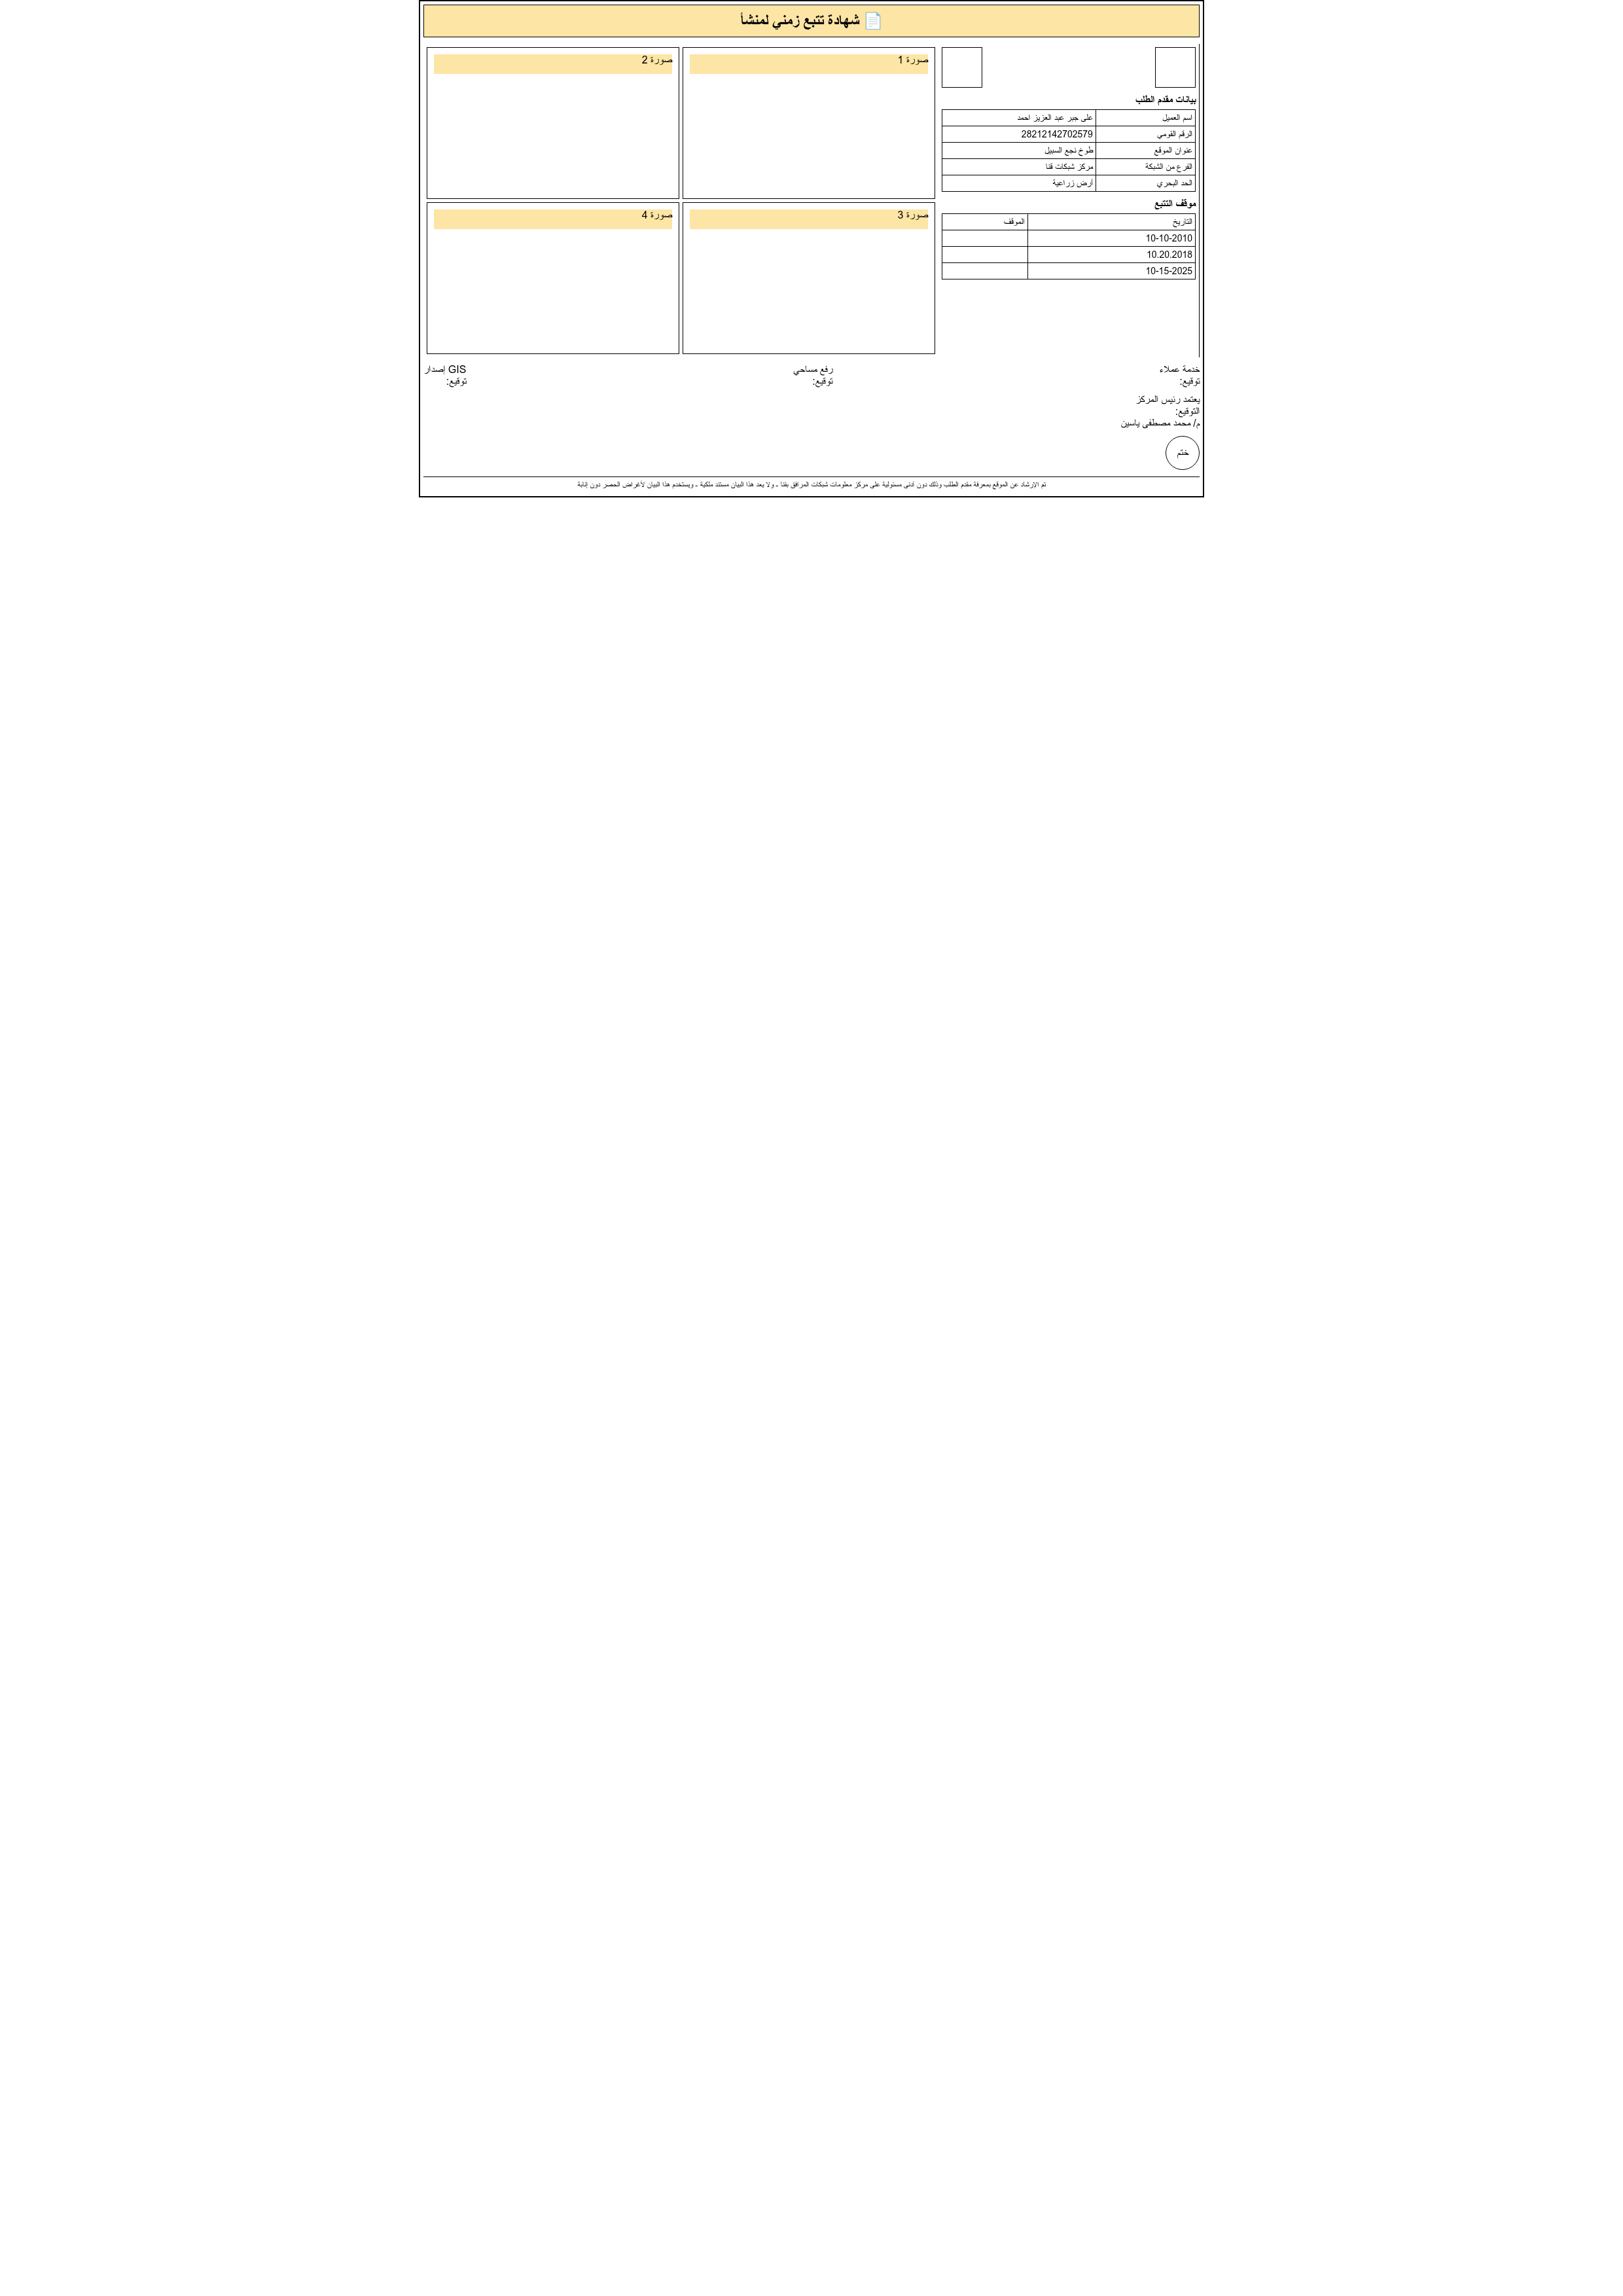 📄 شهادة تتبع زمني لمنشأ
بيانات مقدم الطلب
اسم العميل	على جبر عبد العزيز احمد
الرقم القومي	28212142702579
عنوان الموقع	طوخ نجع السبيل
الفرع من الشبكة	مركز شبكات قنا
الحد البحري	أرض زراعية
موقف التتبع
التاريخ	الموقف
10-10-2010
10.20.2018
10-15-2025
صورة 1
صورة 2
صورة 3
صورة 4
خدمة عملاء
توقيع:
رفع مساحي
توقيع:
GIS إصدار
توقيع:
يعتمد رئيس المركز
التوقيع:
م/ محمد مصطفى ياسين
ختم
تم الإرشاد عن الموقع بمعرفة مقدم الطلب وذلك دون ادنى مسئولية على مركز معلومات شبكات المرافق بقنا ـ ولا يعد هذا البيان مستند ملكية ـ ويستخدم هذا البيان لأغراض الحصر دون إنابة